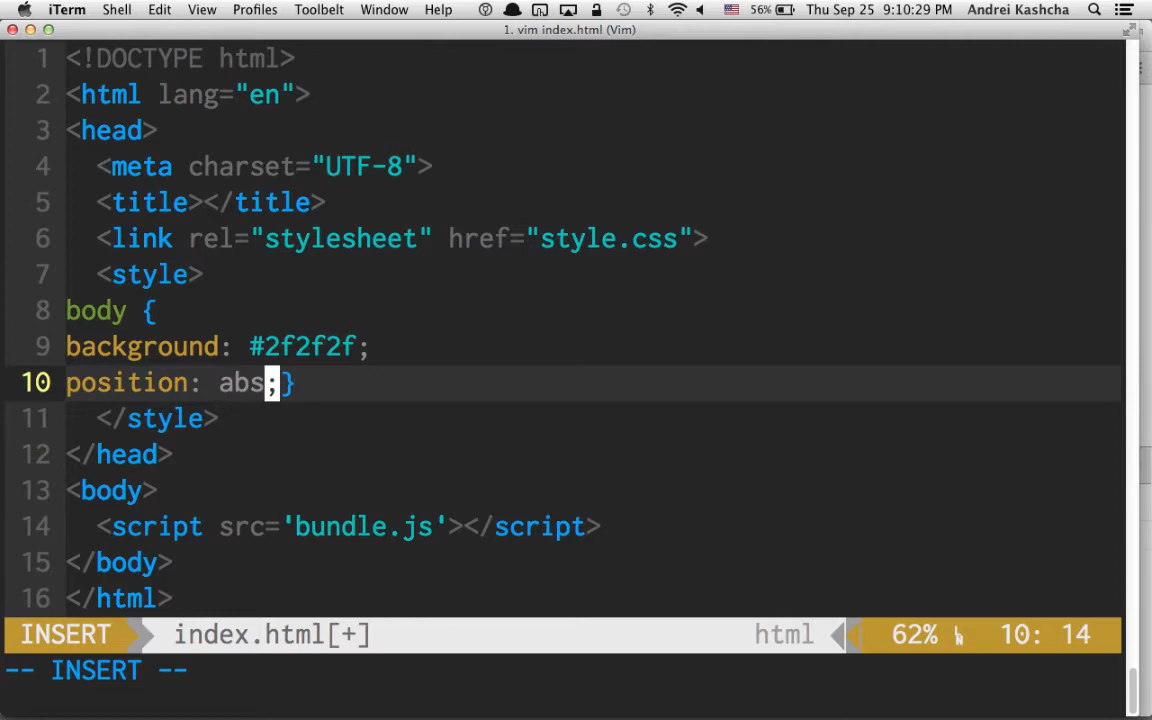 iTerm Shell Edit View Profiles Toolbelt Window Help 56% Thu Sep 25 9:10:29 PM Andrei Kashcha
1. vim index.html (Vim)
1 <!DOCTYPE html>
2 <html lang="en">
3 <head>
4 <meta charset="UTF-8">
5 <title></title>
6 <link rel="stylesheet" href="style.css">
7 <style>
8 body {
9 background: #2f2f2f;
10 position: abs;}
11 </style>
12 </head>
13 <body>
14 <script src='bundle.js'></script>
15 </body>
16 </html>
INSERT index.html[+] html 62% 10: 14
-- INSERT --